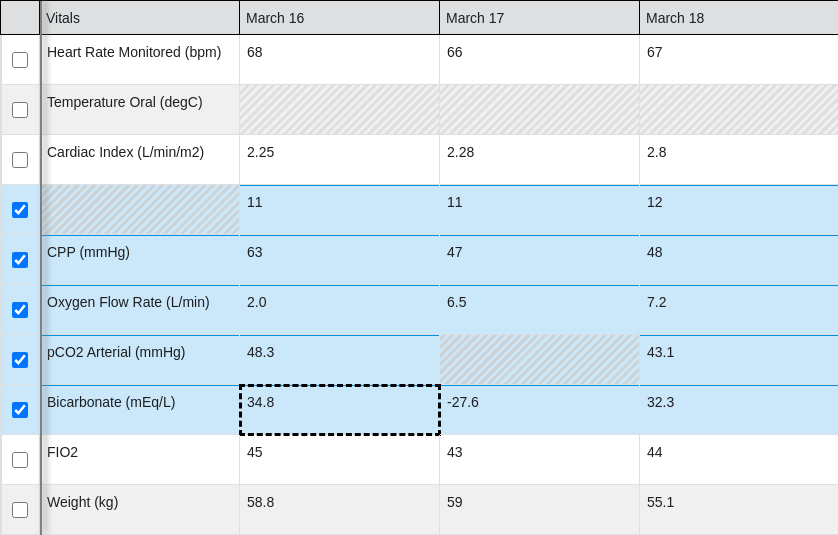 Vitals March 16 March 17 March 18
Heart Rate Monitored (bpm) 68 66 67
Temperature Oral (degC)
Cardiac Index (L/min/m2) 2.25 2.28 2.8
11 11 12
CPP (mmHg) 63 47 48
Oxygen Flow Rate (L/min) 2.0 6.5 7.2
pCO2 Arterial (mmHg) 48.3 43.1
Bicarbonate (mEq/L) 34.8 -27.6 32.3
FIO2 45 43 44
Weight (kg) 58.8 59 55.1